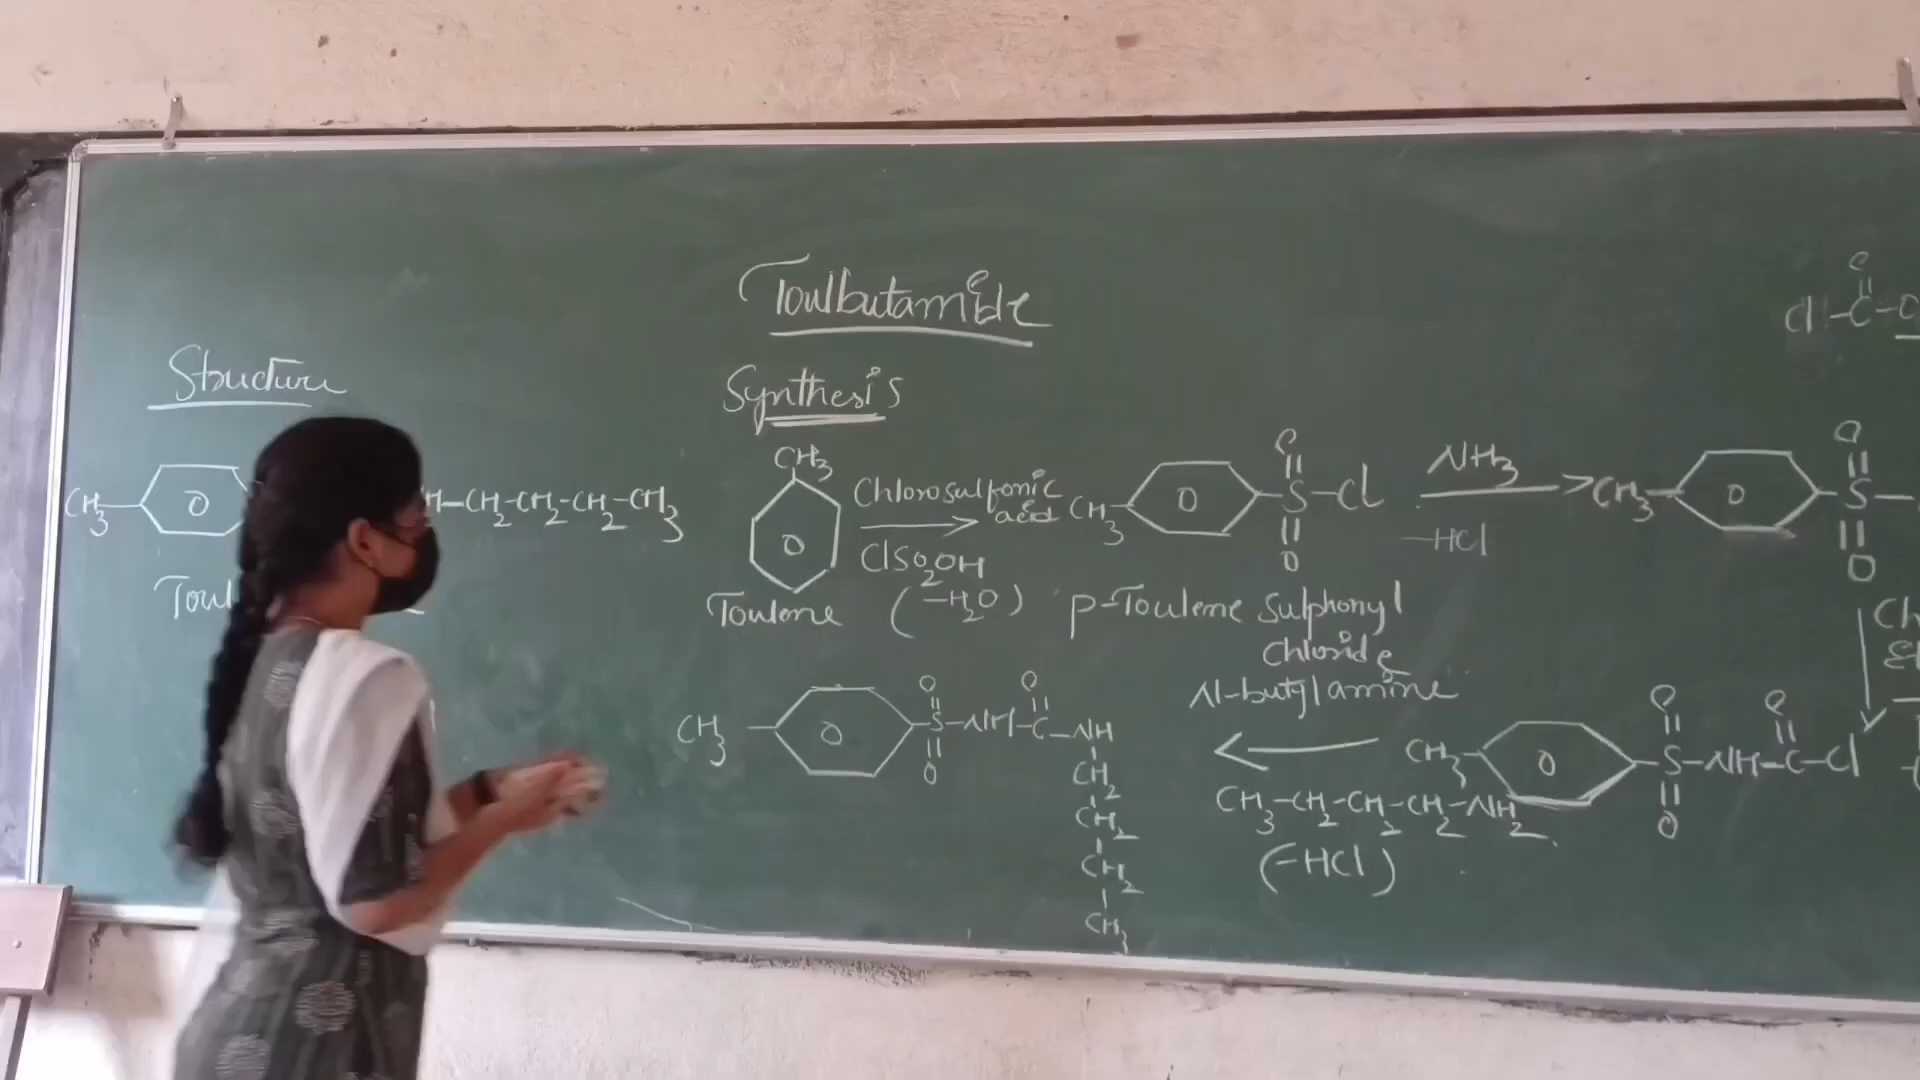 Toulbutamide
Structure
Synthesis
CH3 O H-CH2-CH2-CH2-CH3
Toul
CH3
O
Toulene
Chlorosulfonic
acid
ClSO2OH
(-H2O)
CH3 O S-Cl
O
O
p-Toulene Sulphonyl
Chloride
NH3
-HCl
CH3 O S-
O
O
O
Cl-C-
CH3 O S-NH-C-Cl
O O
O
N-butylamine
CH3-CH2-CH2-CH2-NH2
(-HCl)
CH3 O S-NH-C-NH
O O
O
CH2
CH2
CH2
CH3